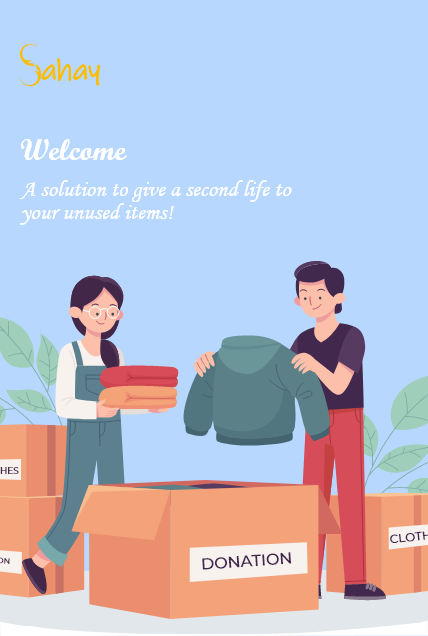 Sahay
Welcome
A solution to give a second life to
your unused items!
HES
ON
DONATION
CLOTH